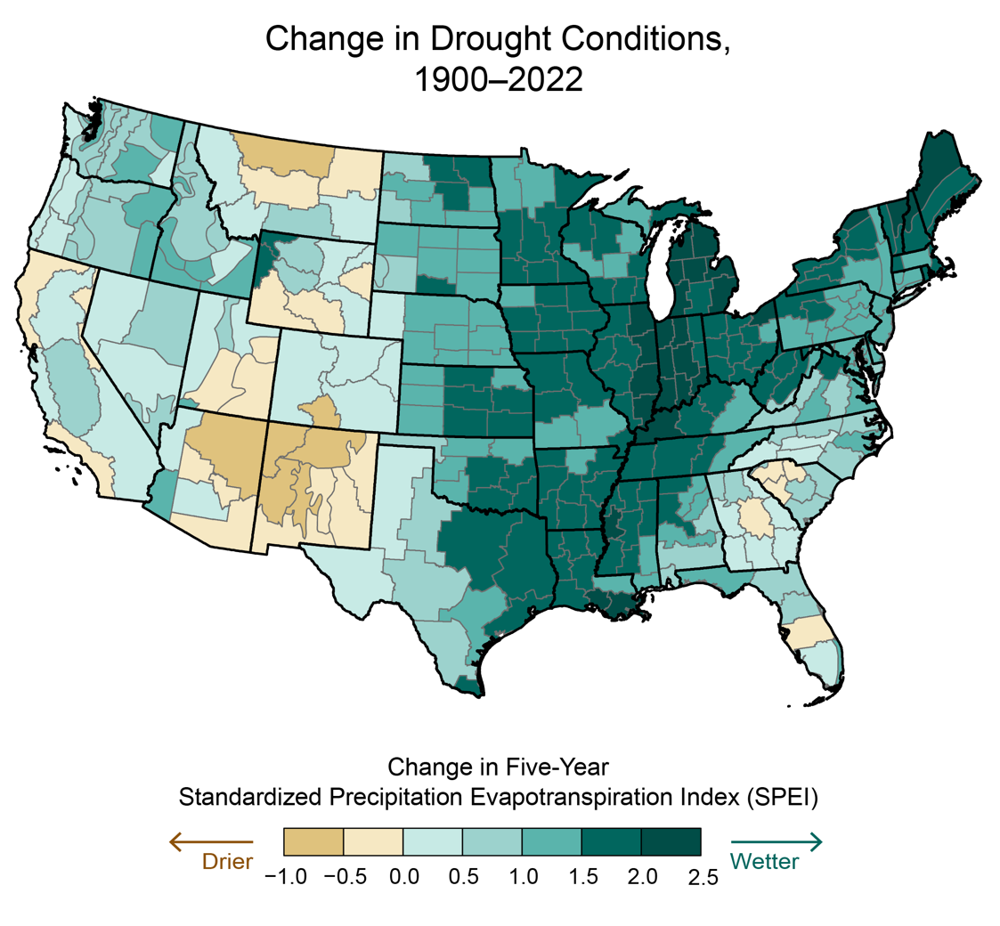 Change in Drought Conditions,
1900–2022
Change in Five-Year
Standardized Precipitation Evapotranspiration Index (SPEI)
Drier
Wetter
−1.0 −0.5 0.0 0.5 1.0 1.5 2.0 2.5